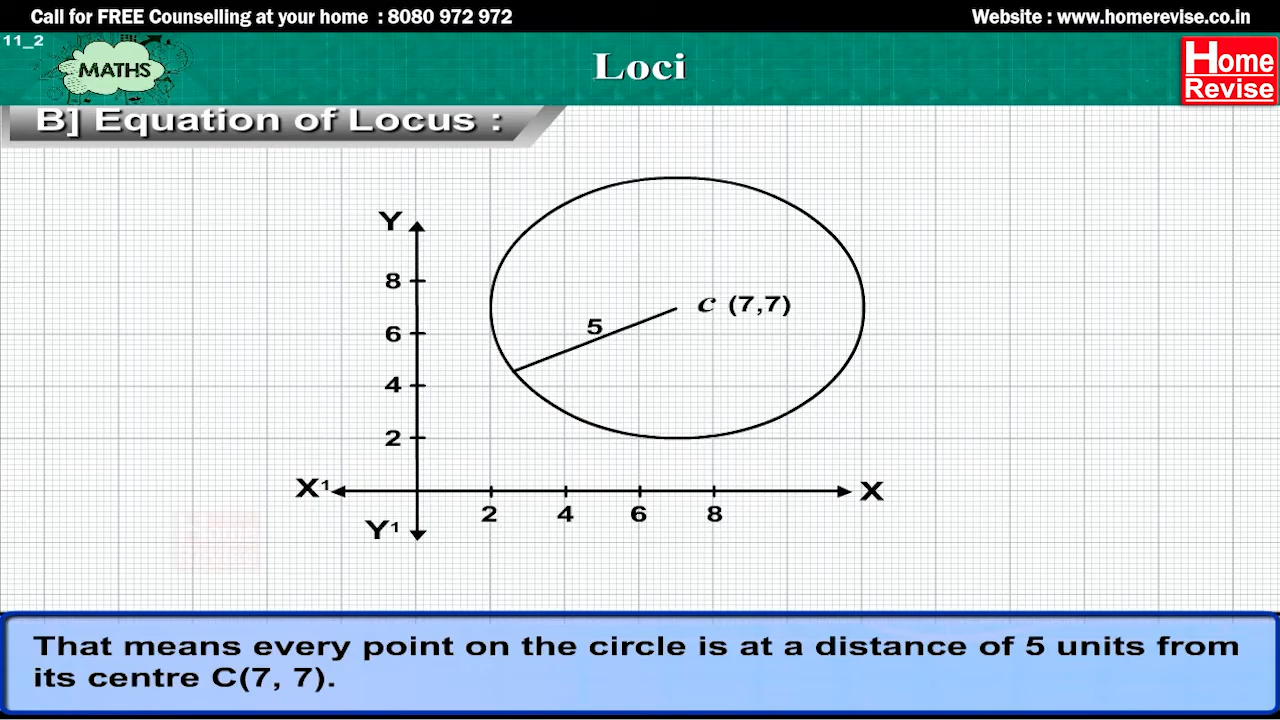 Call for FREE Counselling at your home : 8080 972 972
Website : www.homerevise.co.in
11_2
MATHS
Loci
Home
Revise
B] Equation of Locus :
Y
8
c (7,7)
5
6
4
2
X¹
X
2 4 6 8
Y¹
That means every point on the circle is at a distance of 5 units from
its centre C(7, 7).